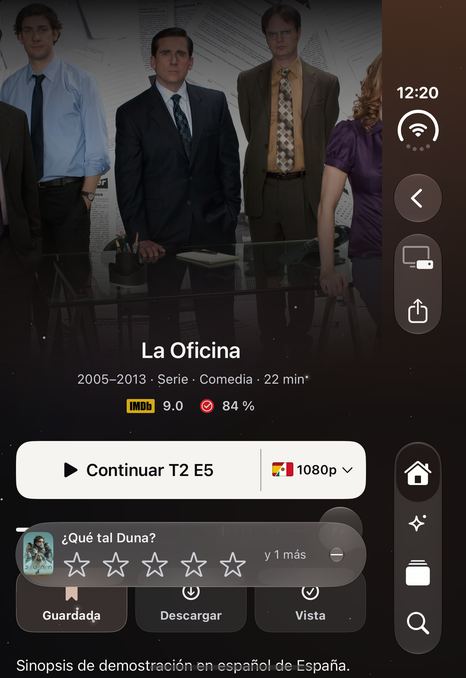 12:20
La Oficina
2005–2013 · Serie · Comedia · 22 min
IMDb 9.0 84 %
Continuar T2 E5 1080p
¿Qué tal Duna?
y 1 más
Guardada Descargar Vista
Sinopsis de demostración en español de España.